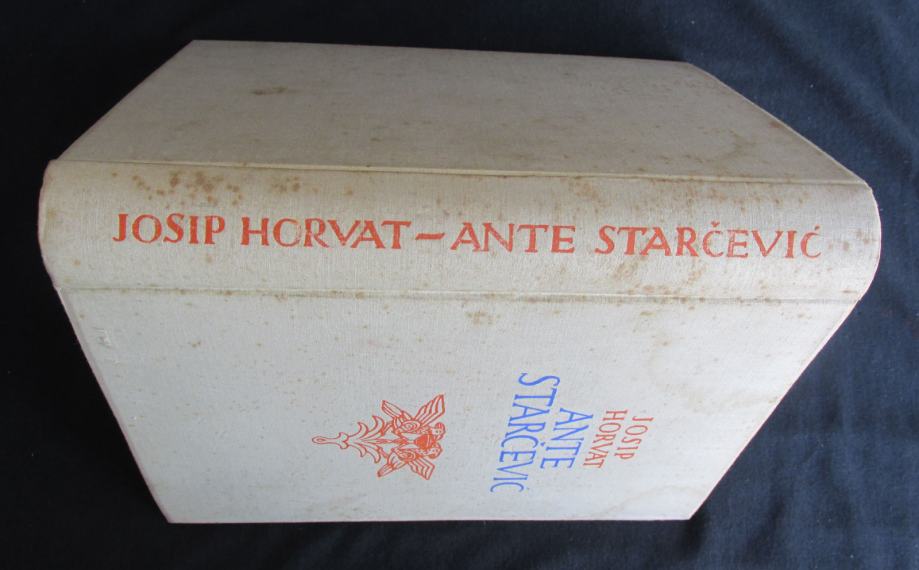 JOSIP HORVAT – ANTE STARČEVIĆ
JOSIP
HORVAT
ANTE
STARČEVIĆ